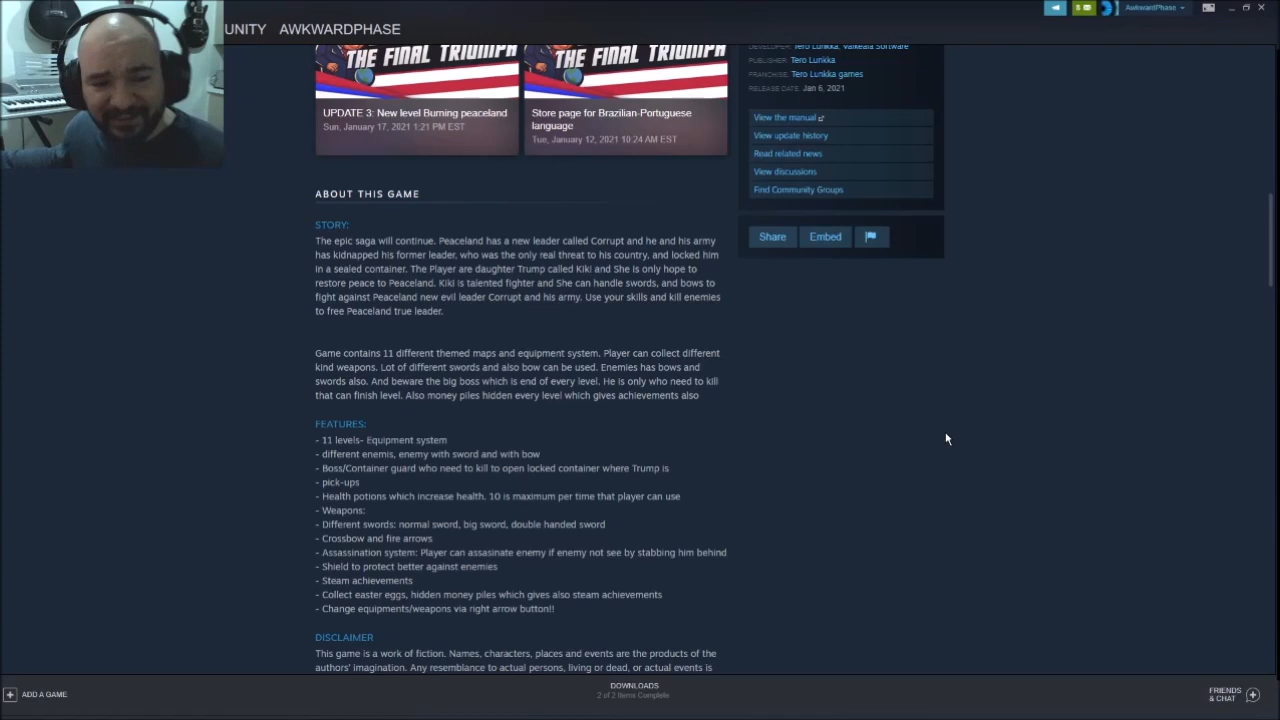 UNITY AWKWARDPHASE
AwkwardPhase
THE FINAL TRIUMPH
THE FINAL TRIUMPH
UPDATE 3: New level Burning peaceland
Sun, January 17, 2021 1:21 PM EST
Store page for Brazilian-Portuguese
language
Tue, January 12, 2021 10:24 AM EST
DEVELOPER: Tero Lunkka, Valkeala Software
PUBLISHER: Tero Lunkka
FRANCHISE: Tero Lunkka games
RELEASE DATE: Jan 6, 2021
View the manual
View update history
Read related news
View discussions
Find Community Groups
Share Embed
ABOUT THIS GAME
STORY:
The epic saga will continue. Peaceland has a new leader called Corrupt and he and his army
has kidnapped his former leader, who was the only real threat to his country, and locked him
in a sealed container. The Player are daughter Trump called Kiki and She is only hope to
restore peace to Peaceland. Kiki is talented fighter and She can handle swords, and bows to
fight against Peaceland new evil leader Corrupt and his army. Use your skills and kill enemies
to free Peaceland true leader.
Game contains 11 different themed maps and equipment system. Player can collect different
kind weapons. Lot of different swords and also bow can be used. Enemies has bows and
swords also. And beware the big boss which is end of every level. He is only who need to kill
that can finish level. Also money piles hidden every level which gives achievements also
FEATURES:
- 11 levels- Equipment system
- different enemis, enemy with sword and with bow
- Boss/Container guard who need to kill to open locked container where Trump is
- pick-ups
- Health potions which increase health. 10 is maximum per time that player can use
- Weapons:
- Different swords: normal sword, big sword, double handed sword
- Crossbow and fire arrows
- Assassination system: Player can assasinate enemy if enemy not see by stabbing him behind
- Shield to protect better against enemies
- Steam achievements
- Collect easter eggs, hidden money piles which gives also steam achievements
- Change equipments/weapons via right arrow button!!
DISCLAIMER
This game is a work of fiction. Names, characters, places and events are the products of the
authors' imagination. Any resemblance to actual persons, living or dead, or actual events is
ADD A GAME
DOWNLOADS
2 of 2 Items Complete
FRIENDS
& CHAT